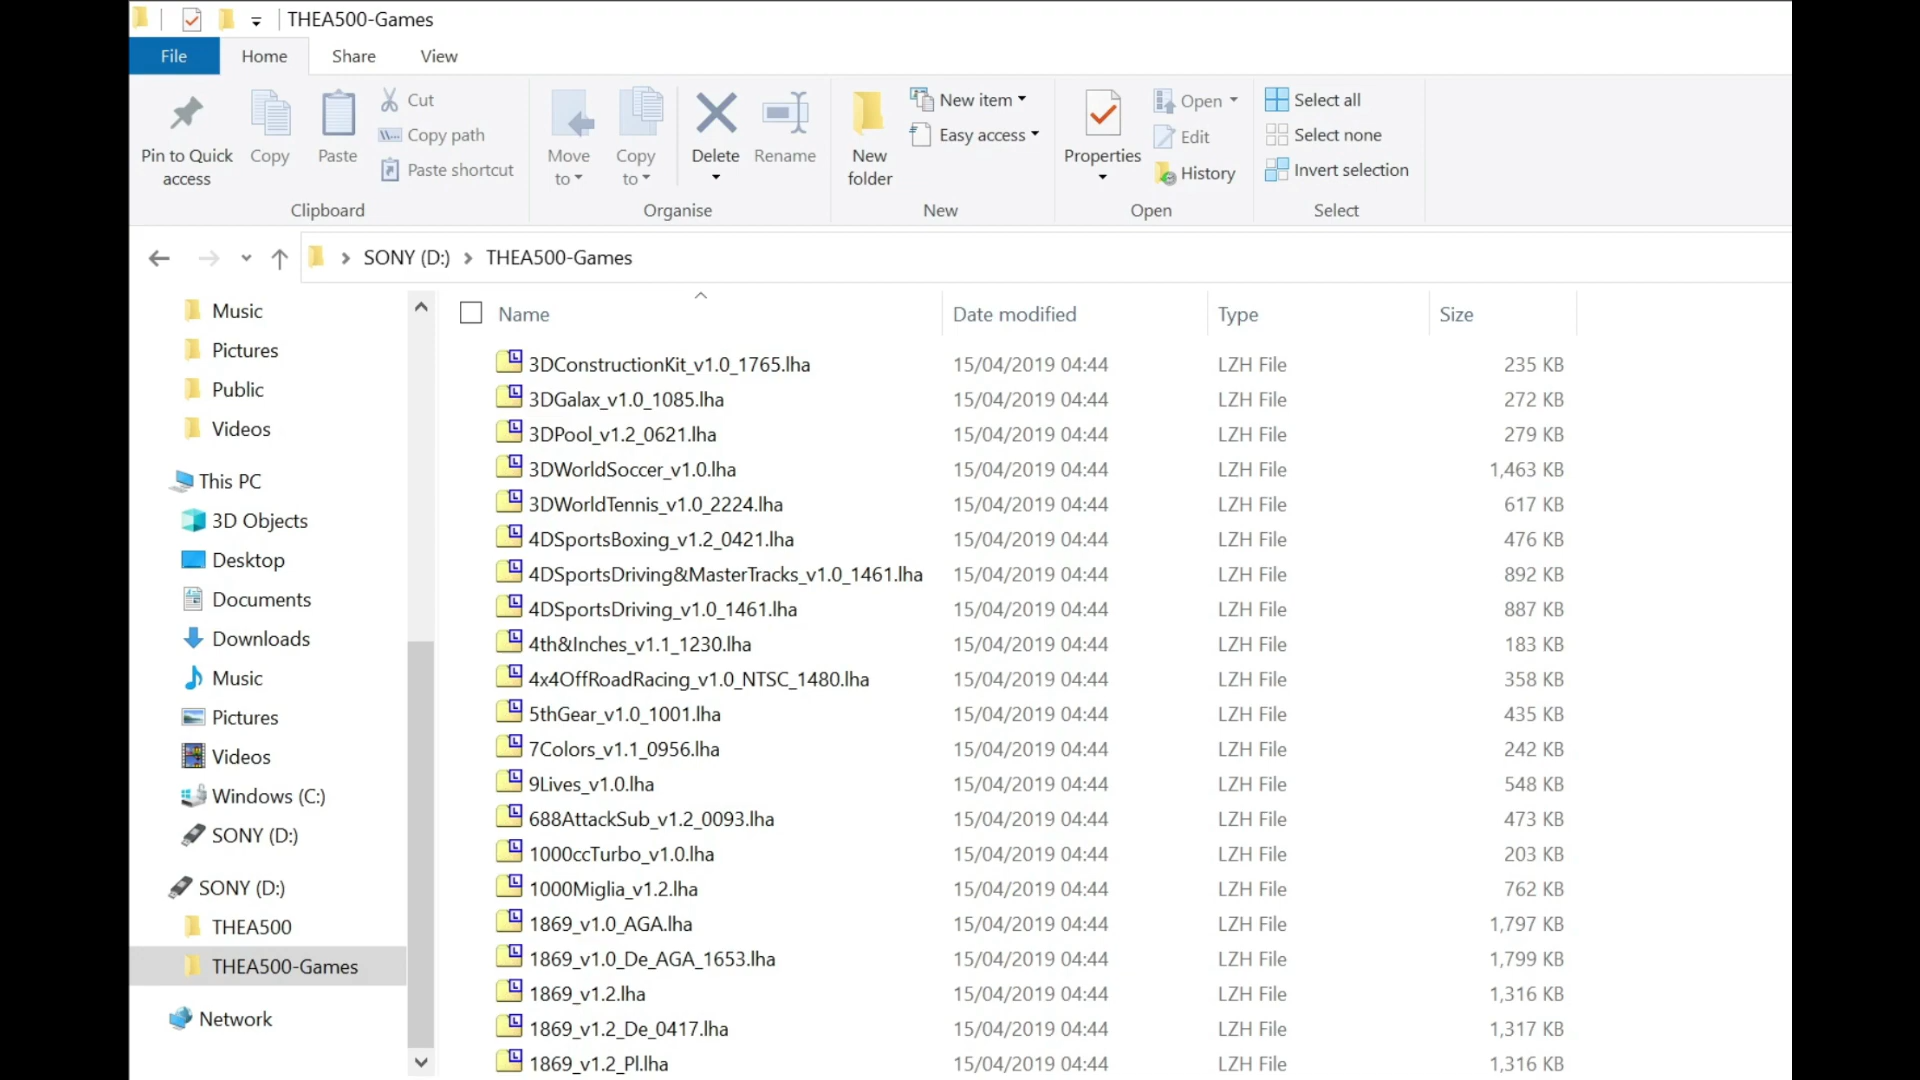 THEA500-Games
File Home Share View
Pin to Quick access
Copy
Paste
Cut
Copy path
Paste shortcut
Clipboard
Move to
Copy to
Delete
Rename
Organise
New folder
New item
Easy access
New
Properties
Open
Edit
History
Open
Select all
Select none
Invert selection
Select
SONY (D:) THEA500-Games
Music
Pictures
Public
Videos
This PC
3D Objects
Desktop
Documents
Downloads
Music
Pictures
Videos
Windows (C:)
SONY (D:)
SONY (D:)
THEA500
THEA500-Games
Network
Name Date modified Type Size
3DConstructionKit_v1.0_1765.lha 15/04/2019 04:44 LZH File 235 KB
3DGalax_v1.0_1085.lha 15/04/2019 04:44 LZH File 272 KB
3DPool_v1.2_0621.lha 15/04/2019 04:44 LZH File 279 KB
3DWorldSoccer_v1.0.lha 15/04/2019 04:44 LZH File 1,463 KB
3DWorldTennis_v1.0_2224.lha 15/04/2019 04:44 LZH File 617 KB
4DSportsBoxing_v1.2_0421.lha 15/04/2019 04:44 LZH File 476 KB
4DSportsDriving&MasterTracks_v1.0_1461.lha 15/04/2019 04:44 LZH File 892 KB
4DSportsDriving_v1.0_1461.lha 15/04/2019 04:44 LZH File 887 KB
4th&Inches_v1.1_1230.lha 15/04/2019 04:44 LZH File 183 KB
4x4OffRoadRacing_v1.0_NTSC_1480.lha 15/04/2019 04:44 LZH File 358 KB
5thGear_v1.0_1001.lha 15/04/2019 04:44 LZH File 435 KB
7Colors_v1.1_0956.lha 15/04/2019 04:44 LZH File 242 KB
9Lives_v1.0.lha 15/04/2019 04:44 LZH File 548 KB
688AttackSub_v1.2_0093.lha 15/04/2019 04:44 LZH File 473 KB
1000ccTurbo_v1.0.lha 15/04/2019 04:44 LZH File 203 KB
1000Miglia_v1.2.lha 15/04/2019 04:44 LZH File 762 KB
1869_v1.0_AGA.lha 15/04/2019 04:44 LZH File 1,797 KB
1869_v1.0_De_AGA_1653.lha 15/04/2019 04:44 LZH File 1,799 KB
1869_v1.2.lha 15/04/2019 04:44 LZH File 1,316 KB
1869_v1.2_De_0417.lha 15/04/2019 04:44 LZH File 1,317 KB
1869_v1.2_Pl.lha 15/04/2019 04:44 LZH File 1,316 KB